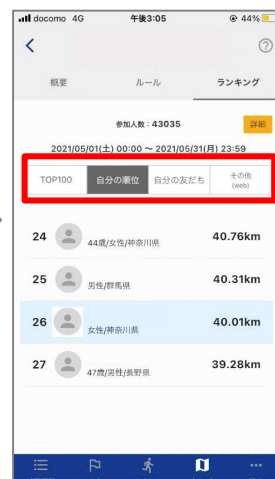 docomo 4G 午後3:05 44%
?
概要 ルール ランキング
参加人数：43035 詳細
2021/05/01(土) 00:00 ～ 2021/05/31(月) 23:59
TOP100 自分の順位 自分の友だち その他
(web)
24 44歳/女性/神奈川県 40.76km
25 男性/群馬県 40.31km
26 女性/神奈川県 40.01km
27 47歳/男性/長野県 39.28km